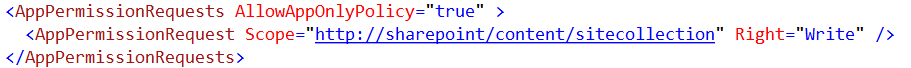 <AppPermissionRequests AllowAppOnlyPolicy="true" >
<AppPermissionRequest Scope="http://sharepoint/content/sitecollection" Right="Write" />
</AppPermissionRequests>